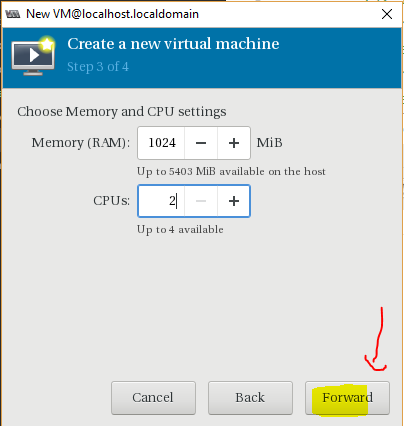 New VM@localhost.localdomain
Create a new virtual machine
Step 3 of 4
Choose Memory and CPU settings
Memory (RAM): 1024 − + MiB
Up to 5403 MiB available on the host
CPUs: 2 − +
Up to 4 available
Cancel Back Forward